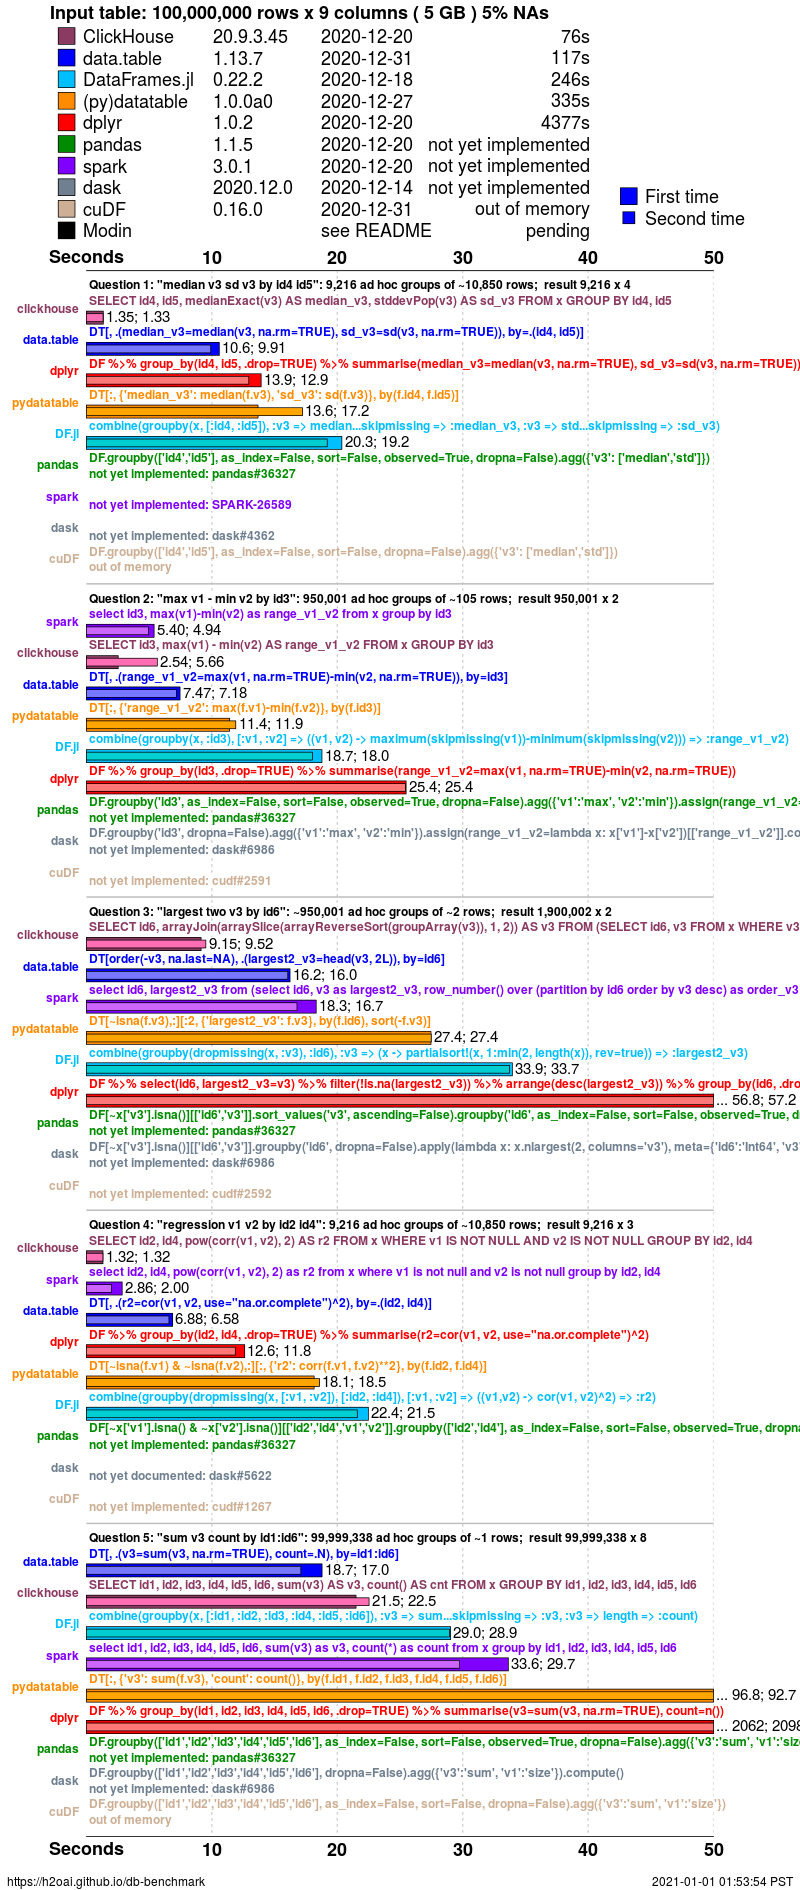 Input table: 100,000,000 rows x 9 columns ( 5 GB ) 5% NAs
ClickHouse 20.9.3.45 2020-12-20 76s
data.table 1.13.7 2020-12-31 117s
DataFrames.jl 0.22.2 2020-12-18 246s
(py)datatable 1.0.0a0 2020-12-27 335s
dplyr 1.0.2 2020-12-20 4377s
pandas 1.1.5 2020-12-20 not yet implemented
spark 3.0.1 2020-12-20 not yet implemented
dask 2020.12.0 2020-12-14 not yet implemented
cuDF 0.16.0 2020-12-31 out of memory
Modin see README pending
First time
Second time
Seconds 10 20 30 40 50
Question 1: "median v3 sd v3 by id4 id5": 9,216 ad hoc groups of ~10,850 rows; result 9,216 x 4
SELECT id4, id5, medianExact(v3) AS median_v3, stddevPop(v3) AS sd_v3 FROM x GROUP BY id4, id5
clickhouse 1.35; 1.33
DT[, .(median_v3=median(v3, na.rm=TRUE), sd_v3=sd(v3, na.rm=TRUE)), by=.(id4, id5)]
data.table 10.6; 9.91
DF %>% group_by(id4, id5, .drop=TRUE) %>% summarise(median_v3=median(v3, na.rm=TRUE), sd_v3=sd(v3, na.rm=TRUE))
dplyr 13.9; 12.9
DT[:, {'median_v3': median(f.v3), 'sd_v3': sd(f.v3)}, by(f.id4, f.id5)]
pydatatable 13.6; 17.2
combine(groupby(x, [:id4, :id5]), :v3 => median...skipmissing => :median_v3, :v3 => std...skipmissing => :sd_v3)
DF.jl 20.3; 19.2
DF.groupby(['id4','id5'], as_index=False, sort=False, observed=True, dropna=False).agg({'v3': ['median','std']})
pandas not yet implemented: pandas#36327
spark not yet implemented: SPARK-26589
dask not yet implemented: dask#4362
DF.groupby(['id4','id5'], as_index=False, sort=False, dropna=False).agg({'v3': ['median','std']})
cuDF out of memory
Question 2: "max v1 - min v2 by id3": 950,001 ad hoc groups of ~105 rows; result 950,001 x 2
select id3, max(v1)-min(v2) as range_v1_v2 from x group by id3
spark 5.40; 4.94
SELECT id3, max(v1) - min(v2) AS range_v1_v2 FROM x GROUP BY id3
clickhouse 2.54; 5.66
DT[, .(range_v1_v2=max(v1, na.rm=TRUE)-min(v2, na.rm=TRUE)), by=id3]
data.table 7.47; 7.18
DT[:, {'range_v1_v2': max(f.v1)-min(f.v2)}, by(f.id3)]
pydatatable 11.4; 11.9
combine(groupby(x, :id3), [:v1, :v2] => ((v1, v2) -> maximum(skipmissing(v1))-minimum(skipmissing(v2))) => :range_v1_v2)
DF.jl 18.7; 18.0
DF %>% group_by(id3, .drop=TRUE) %>% summarise(range_v1_v2=max(v1, na.rm=TRUE)-min(v2, na.rm=TRUE))
dplyr 25.4; 25.4
DF.groupby('id3', as_index=False, sort=False, observed=True, dropna=False).agg({'v1':'max', 'v2':'min'}).assign(range_v1_v2=
pandas not yet implemented: pandas#36327
DF.groupby('id3', dropna=False).agg({'v1':'max', 'v2':'min'}).assign(range_v1_v2=lambda x: x['v1']-x['v2'])[['range_v1_v2']].co
dask not yet implemented: dask#6986
cuDF not yet implemented: cudf#2591
Question 3: "largest two v3 by id6": ~950,001 ad hoc groups of ~2 rows; result 1,900,002 x 2
SELECT id6, arrayJoin(arraySlice(arrayReverseSort(groupArray(v3)), 1, 2)) AS v3 FROM (SELECT id6, v3 FROM x WHERE v3
clickhouse 9.15; 9.52
DT[order(-v3, na.last=NA), .(largest2_v3=head(v3, 2L)), by=id6]
data.table 16.2; 16.0
select id6, largest2_v3 from (select id6, v3 as largest2_v3, row_number() over (partition by id6 order by v3 desc) as order_v3
spark 18.3; 16.7
DT[~isna(f.v3),:][:2, {'largest2_v3': f.v3}, by(f.id6), sort(-f.v3)]
pydatatable 27.4; 27.4
combine(groupby(dropmissing(x, :v3), :id6), :v3 => (x -> partialsort!(x, 1:min(2, length(x)), rev=true)) => :largest2_v3)
DF.jl 33.9; 33.7
DF %>% select(id6, largest2_v3=v3) %>% filter(!is.na(largest2_v3)) %>% arrange(desc(largest2_v3)) %>% group_by(id6, .dro
dplyr ... 56.8; 57.2
DF[~x['v3'].isna()][['id6','v3']].sort_values('v3', ascending=False).groupby('id6', as_index=False, sort=False, observed=True, d
pandas not yet implemented: pandas#36327
DF[~x['v3'].isna()][['id6','v3']].groupby('id6', dropna=False).apply(lambda x: x.nlargest(2, columns='v3'), meta={'id6':'Int64', 'v3'
dask not yet implemented: dask#6986
cuDF not yet implemented: cudf#2592
Question 4: "regression v1 v2 by id2 id4": 9,216 ad hoc groups of ~10,850 rows; result 9,216 x 3
SELECT id2, id4, pow(corr(v1, v2), 2) AS r2 FROM x WHERE v1 IS NOT NULL AND v2 IS NOT NULL GROUP BY id2, id4
clickhouse 1.32; 1.32
select id2, id4, pow(corr(v1, v2), 2) as r2 from x where v1 is not null and v2 is not null group by id2, id4
spark 2.86; 2.00
DT[, .(r2=cor(v1, v2, use="na.or.complete")^2), by=.(id2, id4)]
data.table 6.88; 6.58
DF %>% group_by(id2, id4, .drop=TRUE) %>% summarise(r2=cor(v1, v2, use="na.or.complete")^2)
dplyr 12.6; 11.8
DT[~isna(f.v1) & ~isna(f.v2),:][:, {'r2': corr(f.v1, f.v2)**2}, by(f.id2, f.id4)]
pydatatable 18.1; 18.5
combine(groupby(dropmissing(x, [:v1, :v2]), [:id2, :id4]), [:v1, :v2] => ((v1,v2) -> cor(v1, v2)^2) => :r2)
DF.jl 22.4; 21.5
DF[~x['v1'].isna() & ~x['v2'].isna()][['id2','id4','v1','v2']].groupby(['id2','id4'], as_index=False, sort=False, observed=True, dropna
pandas not yet implemented: pandas#36327
dask not yet documented: dask#5622
cuDF not yet implemented: cudf#1267
Question 5: "sum v3 count by id1:id6": 99,999,338 ad hoc groups of ~1 rows; result 99,999,338 x 8
DT[, .(v3=sum(v3, na.rm=TRUE), count=.N), by=id1:id6]
data.table 18.7; 17.0
SELECT id1, id2, id3, id4, id5, id6, sum(v3) AS v3, count() AS cnt FROM x GROUP BY id1, id2, id3, id4, id5, id6
clickhouse 21.5; 22.5
combine(groupby(x, [:id1, :id2, :id3, :id4, :id5, :id6]), :v3 => sum...skipmissing => :v3, :v3 => length => :count)
DF.jl 29.0; 28.9
select id1, id2, id3, id4, id5, id6, sum(v3) as v3, count(*) as count from x group by id1, id2, id3, id4, id5, id6
spark 33.6; 29.7
DT[:, {'v3': sum(f.v3), 'count': count()}, by(f.id1, f.id2, f.id3, f.id4, f.id5, f.id6)]
pydatatable ... 96.8; 92.7
DF %>% group_by(id1, id2, id3, id4, id5, id6, .drop=TRUE) %>% summarise(v3=sum(v3, na.rm=TRUE), count=n())
dplyr ... 2062; 2098
DF.groupby(['id1','id2','id3','id4','id5','id6'], as_index=False, sort=False, observed=True, dropna=False).agg({'v3':'sum', 'v1':'size
pandas not yet implemented: pandas#36327
DF.groupby(['id1','id2','id3','id4','id5','id6'], dropna=False).agg({'v3':'sum', 'v1':'size'}).compute()
dask not yet implemented: dask#6986
DF.groupby(['id1','id2','id3','id4','id5','id6'], as_index=False, sort=False, dropna=False).agg({'v3':'sum', 'v1':'size'})
cuDF out of memory
Seconds 10 20 30 40 50
https://h2oai.github.io/db-benchmark 2021-01-01 01:53:54 PST